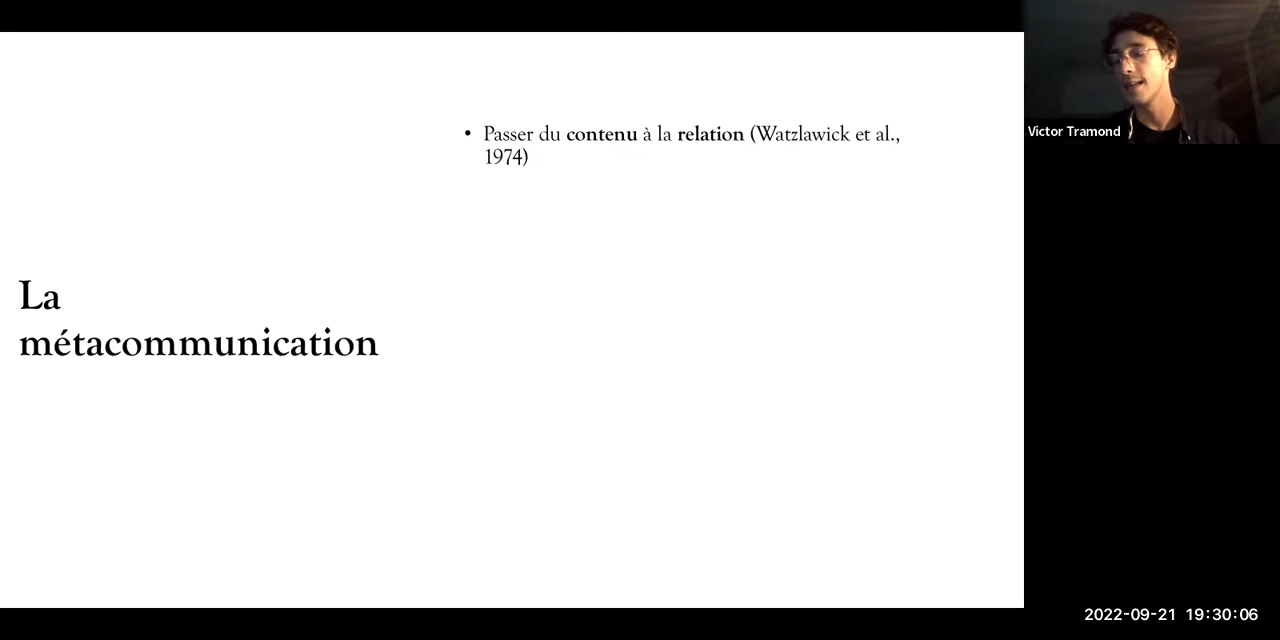 • Passer du contenu à la relation (Watzlawick et al.,
1974)
La
métacommunication
Victor Tramond
2022-09-21 19:30:06